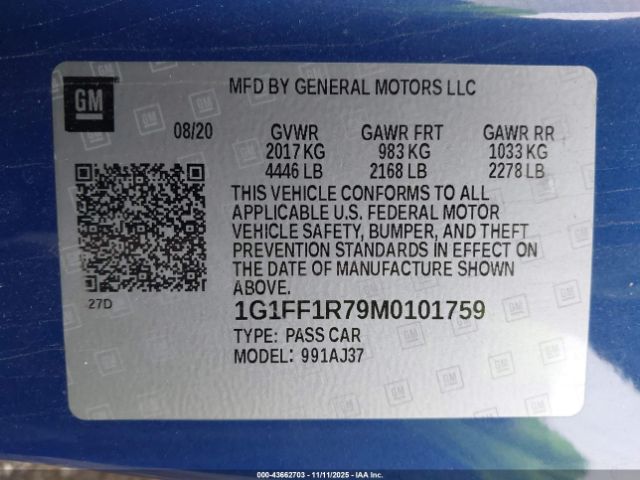 GM
MFD BY GENERAL MOTORS LLC
08/20 GVWR GAWR FRT GAWR RR
2017 KG 983 KG 1033 KG
4446 LB 2168 LB 2278 LB
THIS VEHICLE CONFORMS TO ALL
APPLICABLE U.S. FEDERAL MOTOR
VEHICLE SAFETY, BUMPER, AND THEFT
PREVENTION STANDARDS IN EFFECT ON
THE DATE OF MANUFACTURE SHOWN
ABOVE.
27D
1G1FF1R79M0101759
TYPE: PASS CAR
MODEL: 991AJ37
000-43662703 - 11/11/2025 - IAA Inc.